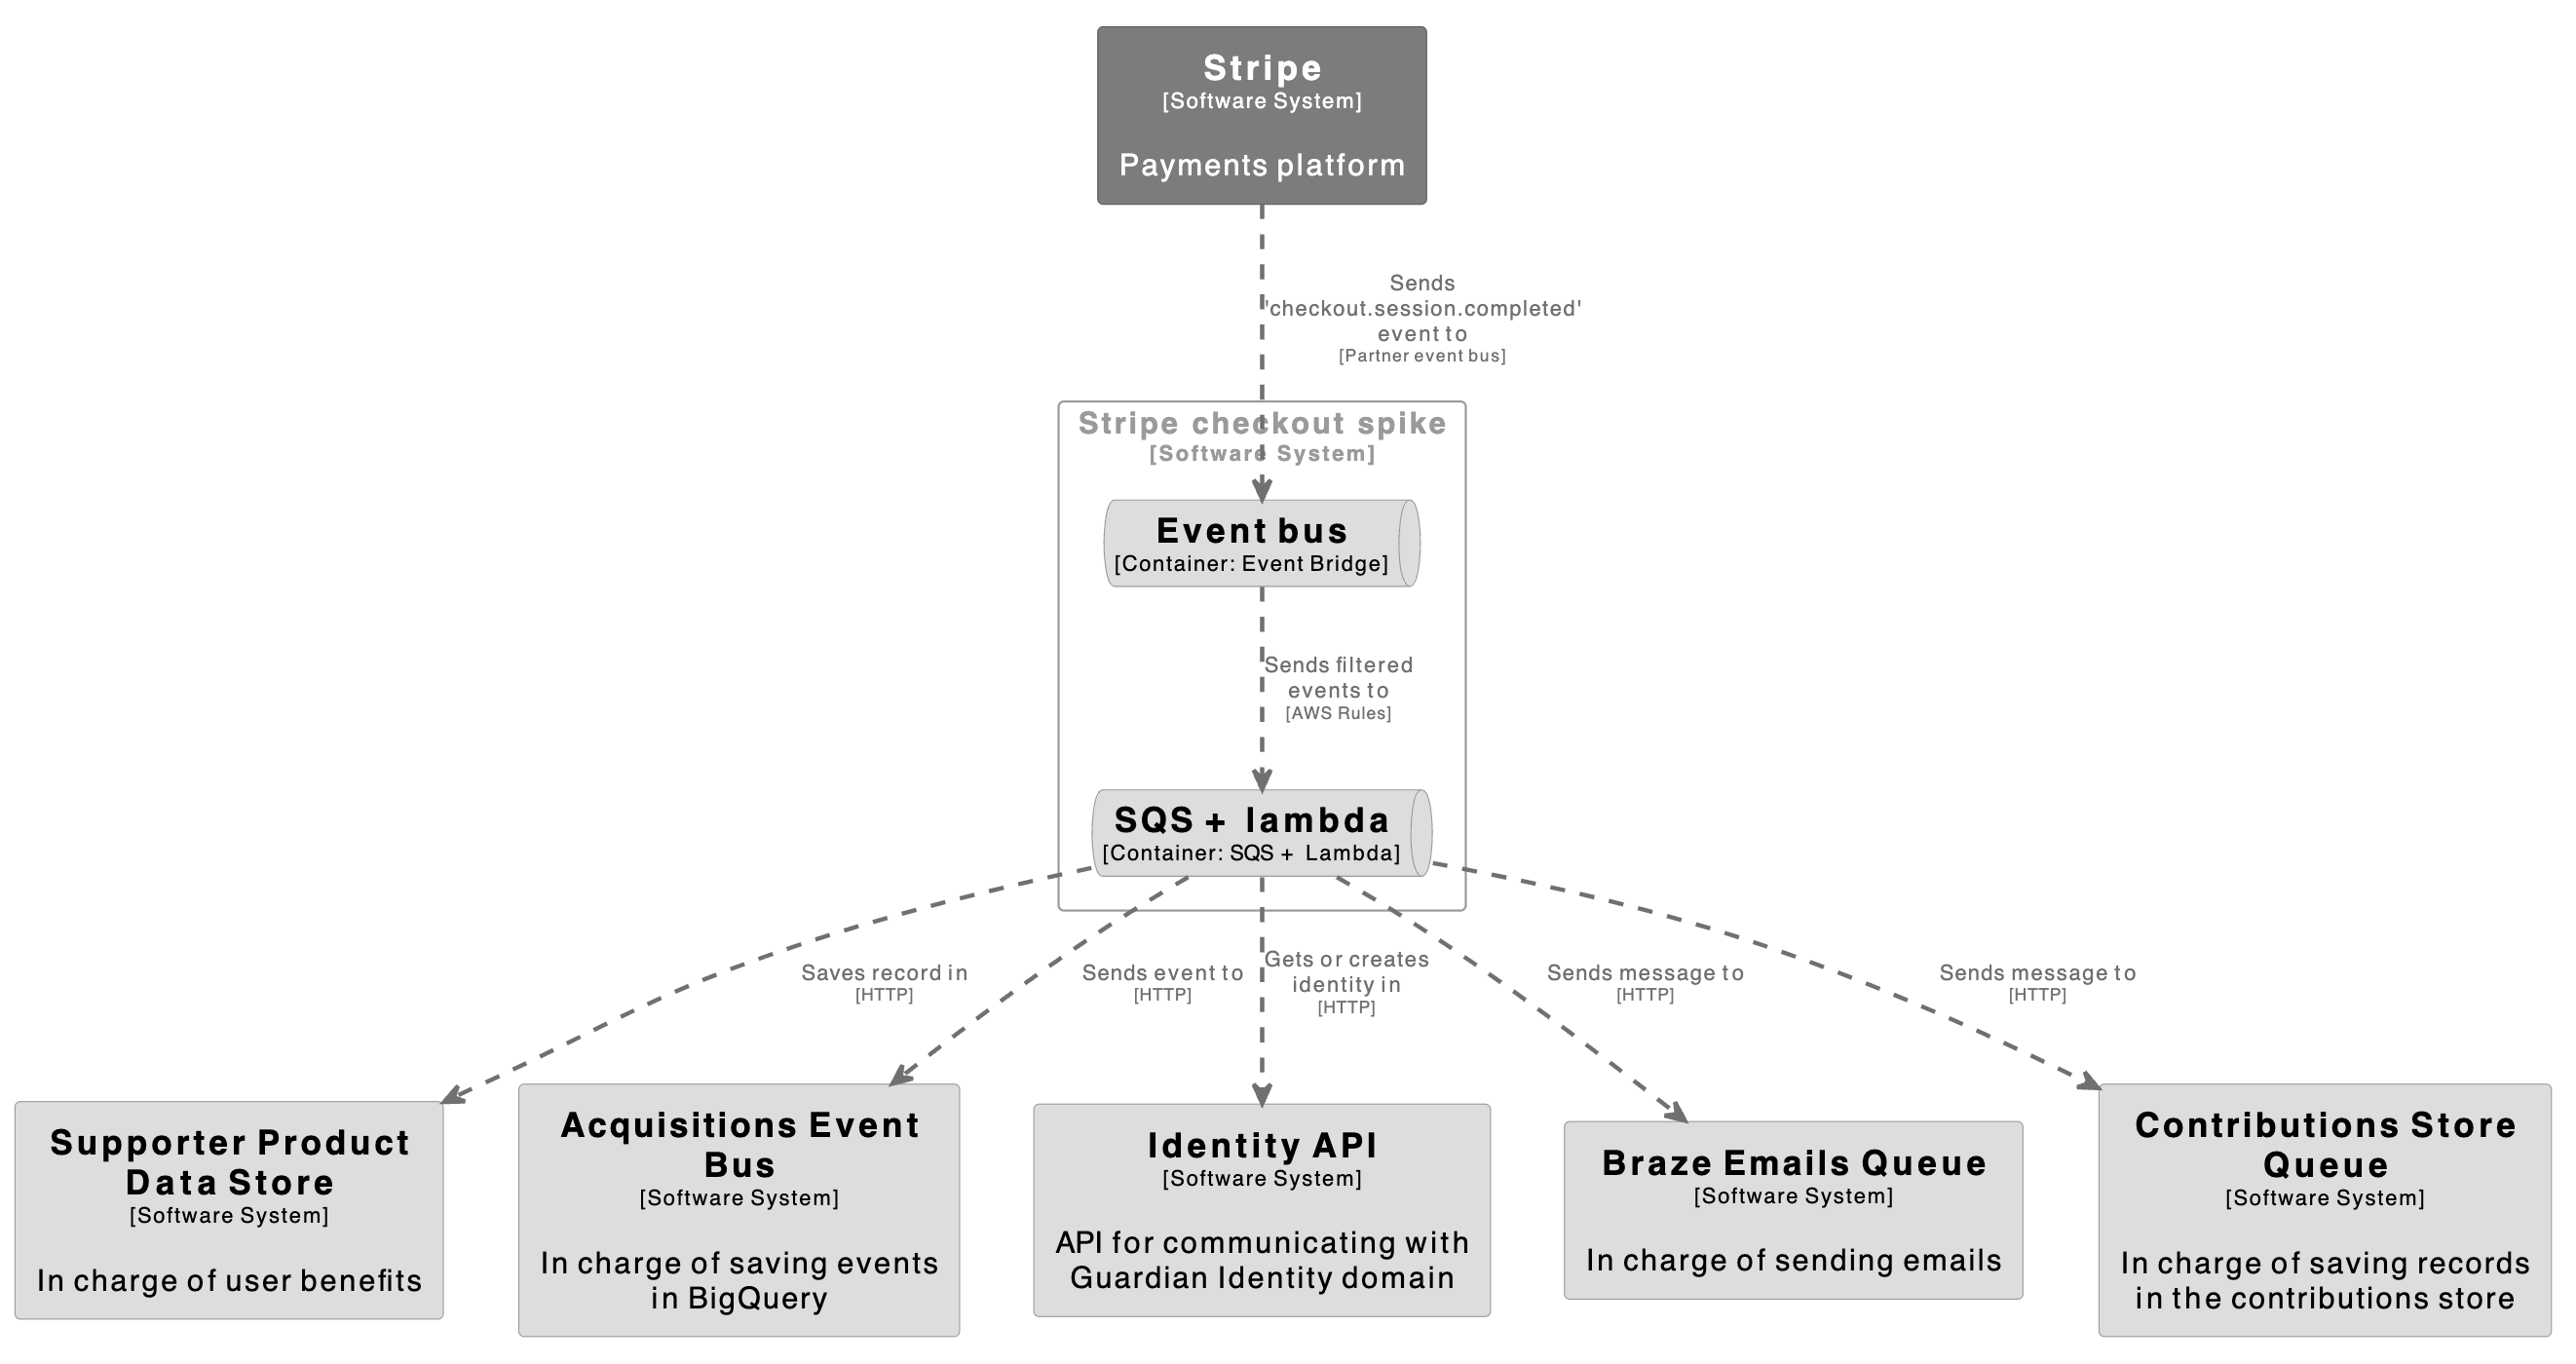 Stripe
[Software System]
Payments platform
Sends
'checkout.session.completed'
event to
[Partner event bus]
Stripe checkout spike
[Software System]
Event bus
[Container: Event Bridge]
Sends filtered
events to
[AWS Rules]
SQS + lambda
[Container: SQS + Lambda]
Saves record in
[HTTP]
Sends event to
[HTTP]
Gets or creates
identity in
[HTTP]
Sends message to
[HTTP]
Sends message to
[HTTP]
Supporter Product
Data Store
[Software System]
In charge of user benefits
Acquisitions Event
Bus
[Software System]
In charge of saving events
in BigQuery
Identity API
[Software System]
API for communicating with
Guardian Identity domain
Braze Emails Queue
[Software System]
In charge of sending emails
Contributions Store
Queue
[Software System]
In charge of saving records
in the contributions store